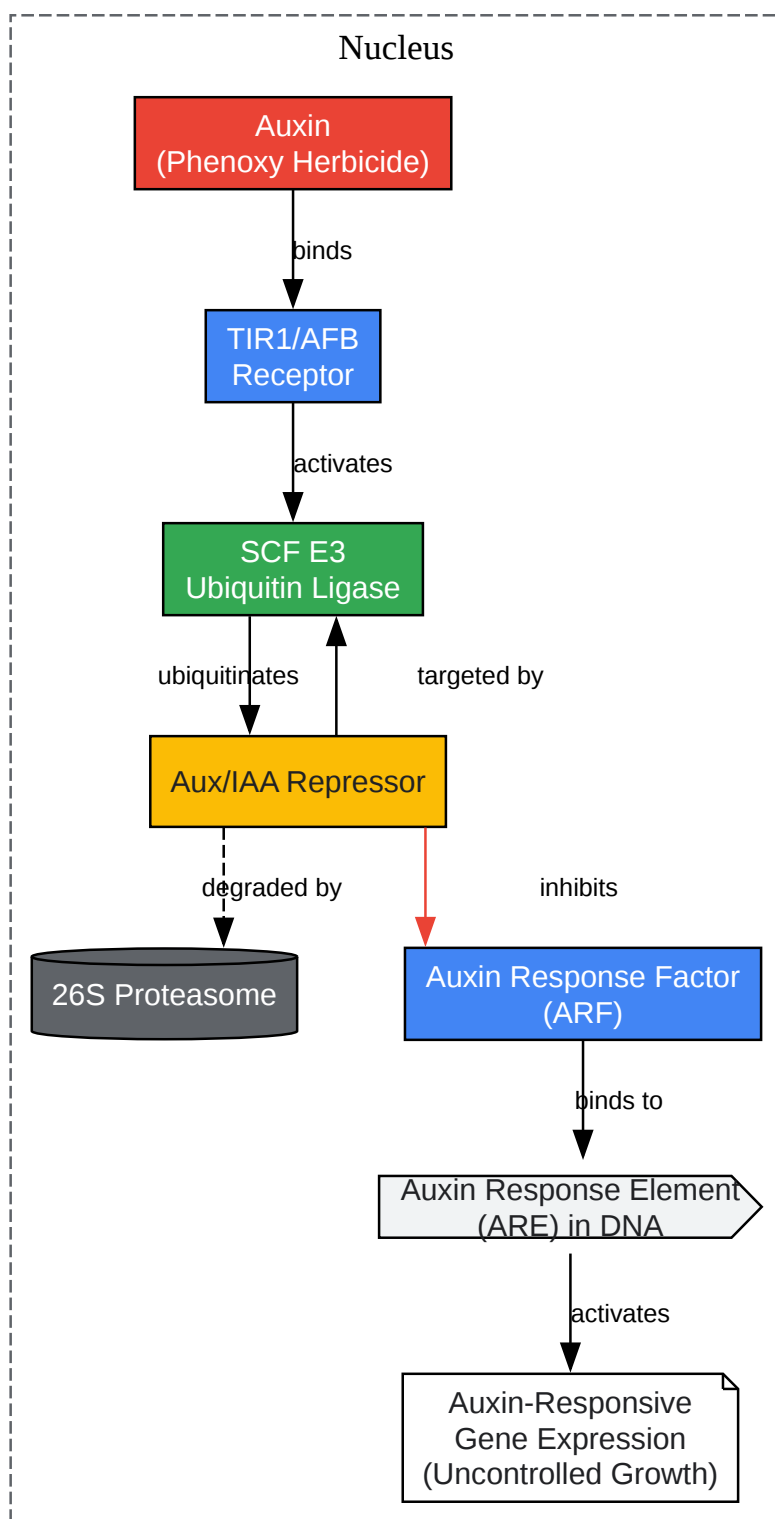 Nucleus
Auxin
(Phenoxy Herbicide)
binds
TIR1/AFB
Receptor
activates
SCF E3
Ubiquitin Ligase
ubiquitinates
targeted by
Aux/IAA Repressor
degraded by
inhibits
26S Proteasome
Auxin Response Factor
(ARF)
binds to
Auxin Response Element
(ARE) in DNA
activates
Auxin-Responsive
Gene Expression
(Uncontrolled Growth)